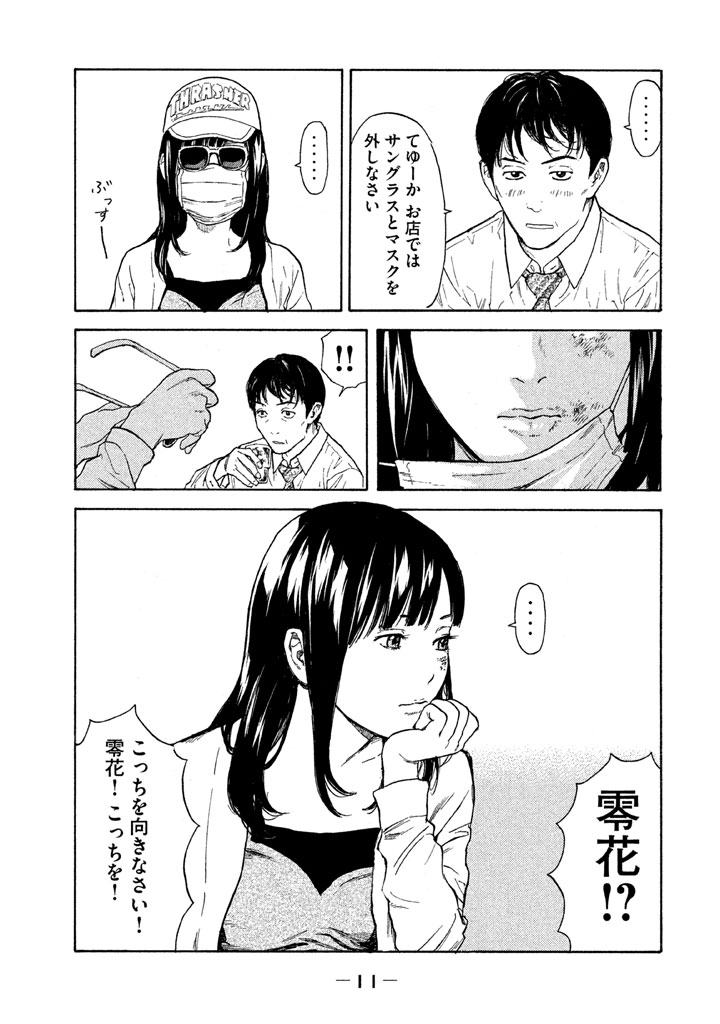 ……
てゆーか お店では
サングラスとマスクを
外しなさい
……
THRASHER
ぶっすー
!!
零花!?
‥‥
こっちを向きなさい!
零花! こっちを!
—11—